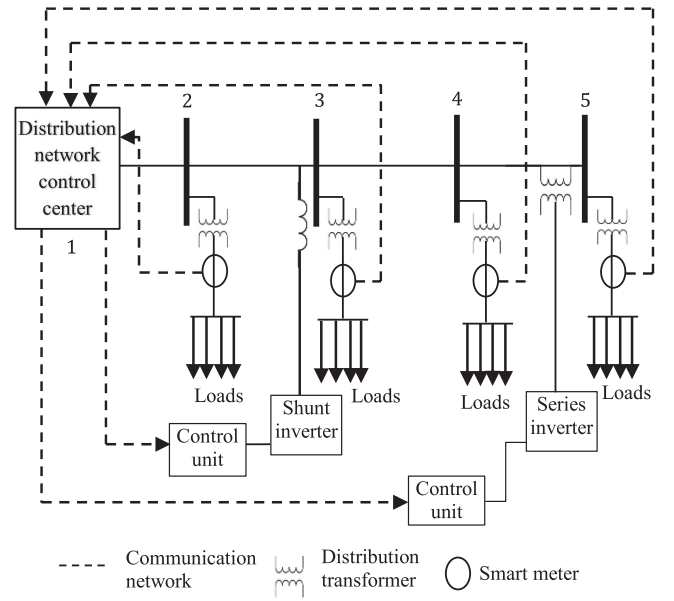 2
3
4
5
Distribution
network
control
center
1
Loads
Loads
Loads
Loads
Shunt
inverter
Series
inverter
Control
unit
Control
unit
Communication
network
Distribution
transformer
Smart meter